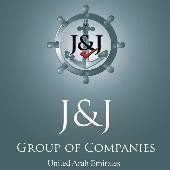 J&J
J&J
GROUP OF COMPANIES
United Arab Emirates